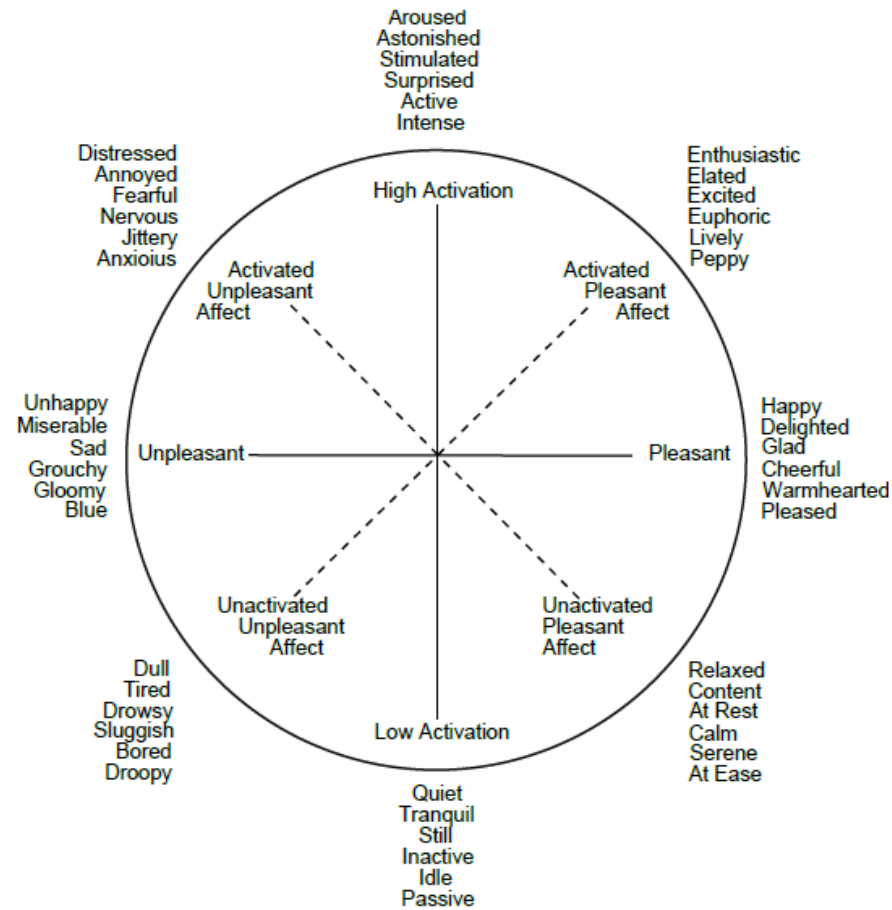 Aroused
Astonished
Stimulated
Surprised
Active
Intense
Distressed
Annoyed
Fearful
Nervous
Jittery
Anxioius
Enthusiastic
Elated
Excited
Euphoric
Lively
Peppy
High Activation
Activated
Unpleasant
Affect
Activated
Pleasant
Affect
Unhappy
Miserable
Sad
Grouchy
Gloomy
Blue
Unpleasant
Pleasant
Happy
Delighted
Glad
Cheerful
Warmhearted
Pleased
Unactivated
Unpleasant
Affect
Unactivated
Pleasant
Affect
Low Activation
Dull
Tired
Drowsy
Sluggish
Bored
Droopy
Relaxed
Content
At Rest
Calm
Serene
At Ease
Quiet
Tranquil
Still
Inactive
Idle
Passive